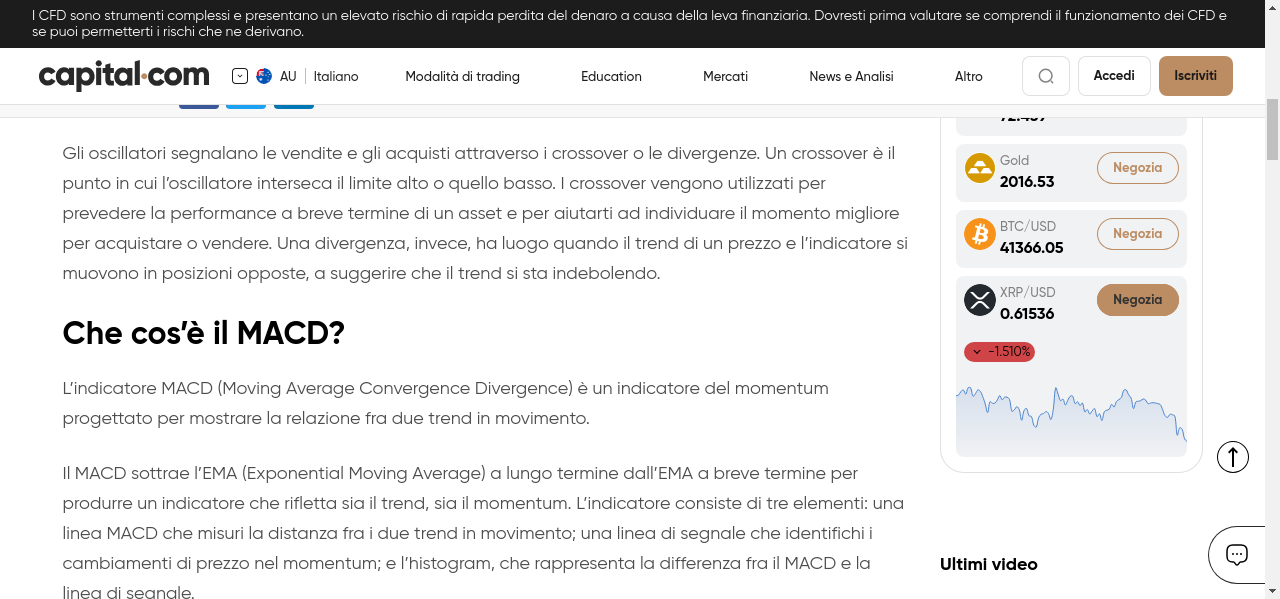 I CFD sono strumenti complessi e presentano un elevato rischio di rapida perdita del denaro a causa della leva finanziaria. Dovresti prima valutare se comprendi il funzionamento dei CFD e
se puoi permetterti i rischi che ne derivano.
capital.com
AU
Italiano
Modalità di trading
Education
Mercati
News e Analisi
Altro
Accedi
Iscriviti
Gli oscillatori segnalano le vendite e gli acquisti attraverso i crossover o le divergenze. Un crossover è il
punto in cui l’oscillatore interseca il limite alto o quello basso. I crossover vengono utilizzati per
prevedere la performance a breve termine di un asset e per aiutarti ad individuare il momento migliore
per acquistare o vendere. Una divergenza, invece, ha luogo quando il trend di un prezzo e l’indicatore si
muovono in posizioni opposte, a suggerire che il trend si sta indebolendo.
Che cos’è il MACD?
L’indicatore MACD (Moving Average Convergence Divergence) è un indicatore del momentum
progettato per mostrare la relazione fra due trend in movimento.
Il MACD sottrae l’EMA (Exponential Moving Average) a lungo termine dall’EMA a breve termine per
produrre un indicatore che rifletta sia il trend, sia il momentum. L’indicatore consiste di tre elementi: una
linea MACD che misuri la distanza fra i due trend in movimento; una linea di segnale che identifichi i
cambiamenti di prezzo nel momentum; e l’histogram, che rappresenta la differenza fra il MACD e la
linea di segnale.
Gold
2016.53
Negozia
BTC/USD
41366.05
Negozia
XRP/USD
0.61536
Negozia
-1.510%
Ultimi video